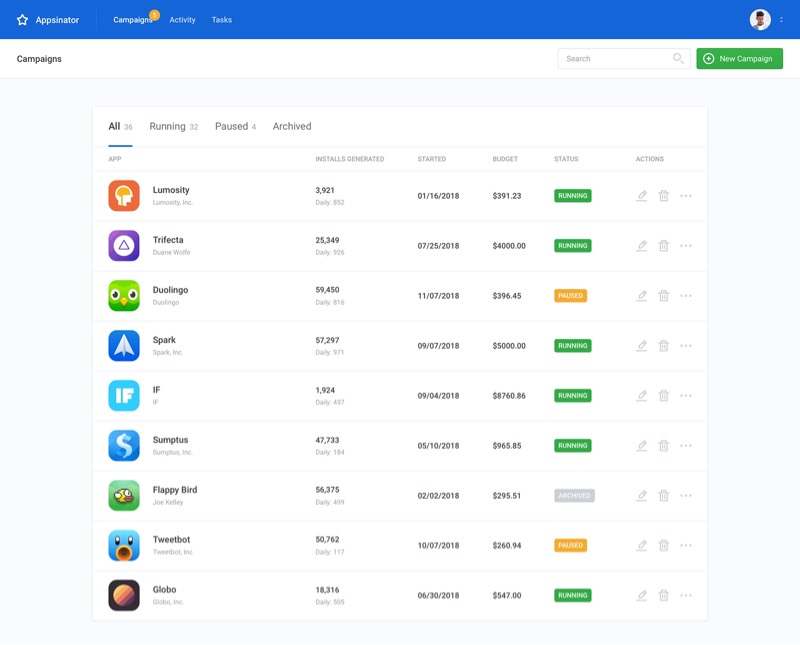 Appsinator Campaigns Activity Tasks
Campaigns Search New Campaign
All 36 Running 32 Paused 4 Archived
APP INSTALLS GENERATED STARTED BUDGET STATUS ACTIONS
Lumosity 3,921
Lumosity, Inc. Daily: 852 01/16/2018 $391.23 RUNNING
Trifecta 25,349
Duane Wolfe Daily: 926 07/25/2018 $4000.00 RUNNING
Duolingo 59,450
Duolingo Daily: 816 11/07/2018 $396.45 PAUSED
Spark 57,297
Spark, Inc. Daily: 971 09/07/2018 $5000.00 RUNNING
IF 1,924
IF Daily: 437 09/04/2018 $8760.86 RUNNING
IF
Sumptus 47,733
Sumptus, Inc. Daily: 184 05/10/2018 $965.85 RUNNING
Flappy Bird 56,375
Joe Kelley Daily: 499 02/02/2018 $295.51 ARCHIVED
Tweetbot 50,762
Tweetbot, Inc. Daily: 117 10/07/2018 $260.94 PAUSED
Globo 18,316
Globo, Inc. Daily: 505 06/30/2018 $547.00 RUNNING